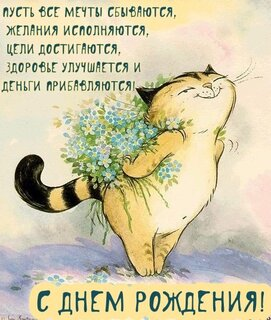 ПУСТЬ ВСЕ МЕЧТЫ СБЫВАЮТСЯ,
ЖЕЛАНИЯ ИСПОЛНЯЮТСЯ,
ЦЕЛИ ДОСТИГАЮТСЯ,
ЗДОРОВЬЕ УЛУЧШАЕТСЯ И
ДЕНЬГИ ПРИБАВЛЯЮТСЯ!
С ДНЕМ РОЖДЕНИЯ!